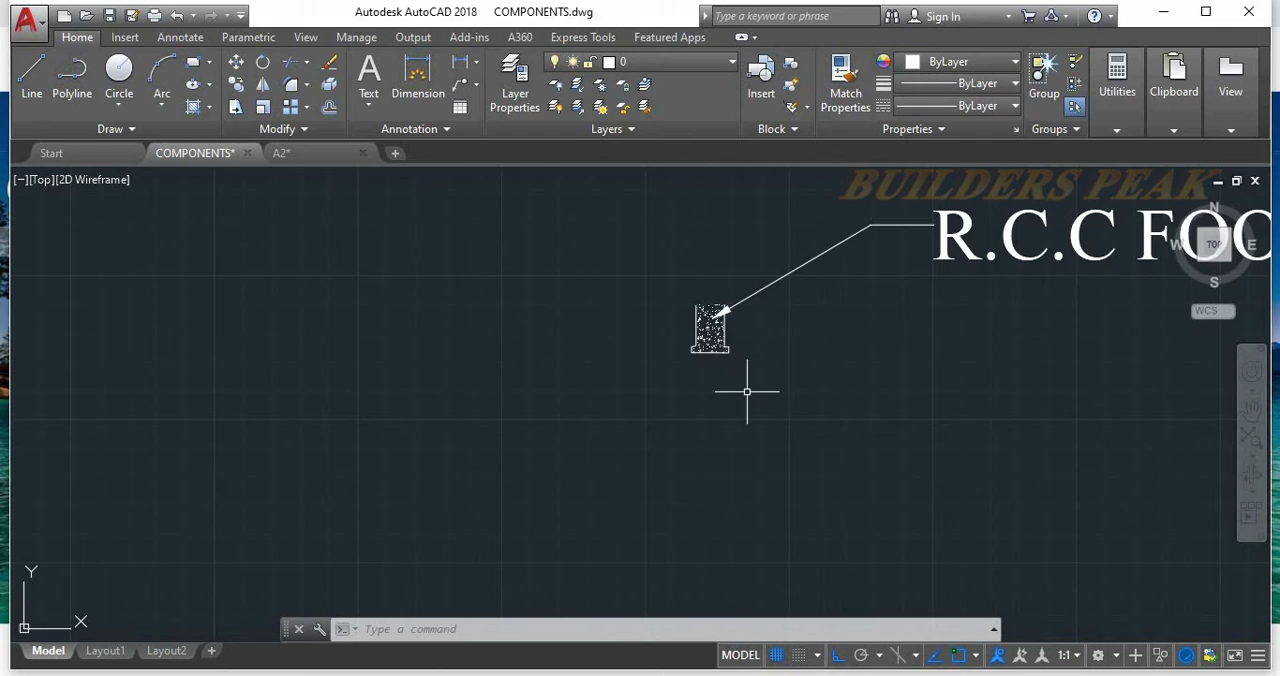 Autodesk AutoCAD 2018 COMPONENTS.dwg
Type a keyword or phrase
Sign In
Home Insert Annotate Parametric View Manage Output Add-ins A360 Express Tools Featured Apps
Line Polyline Circle Arc
Text Dimension
Layer Properties
0
Insert
Match Properties
ByLayer
ByLayer
ByLayer
Group
Utilities
Clipboard
View
Draw Modify Annotation Layers Block Properties Groups
Start COMPONENTS* A2*
[−][Top][2D Wireframe]
BUILDERS PEAK
R.C.C FOO
N
W TOP E
S
WCS
Y
X
Type a command
Model Layout1 Layout2
MODEL 1:1